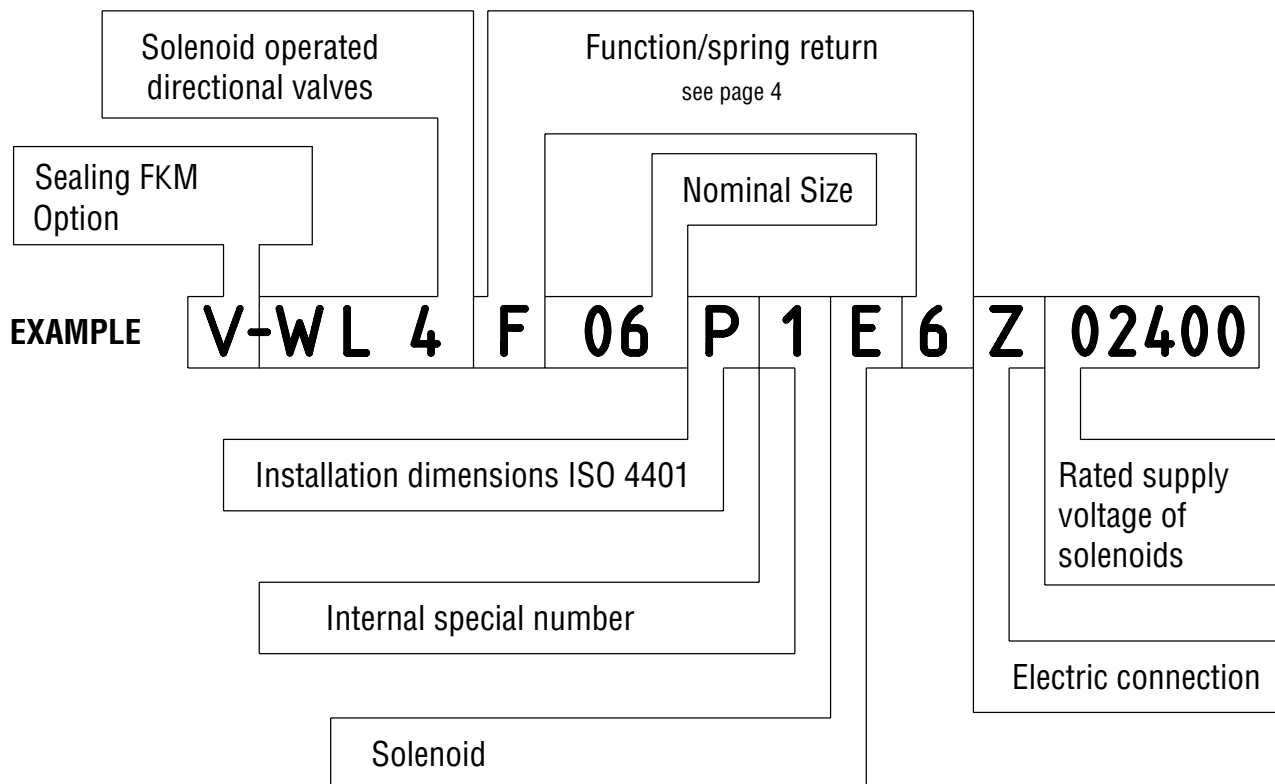 Solenoid operated
directional valves
Function/spring return
see page 4
Sealing FKM
Option
Nominal Size
EXAMPLE
V-WL 4 F 06 P 1 E 6 Z 02400
Installation dimensions ISO 4401
Rated supply
voltage of
solenoids
Internal special number
Electric connection
Solenoid